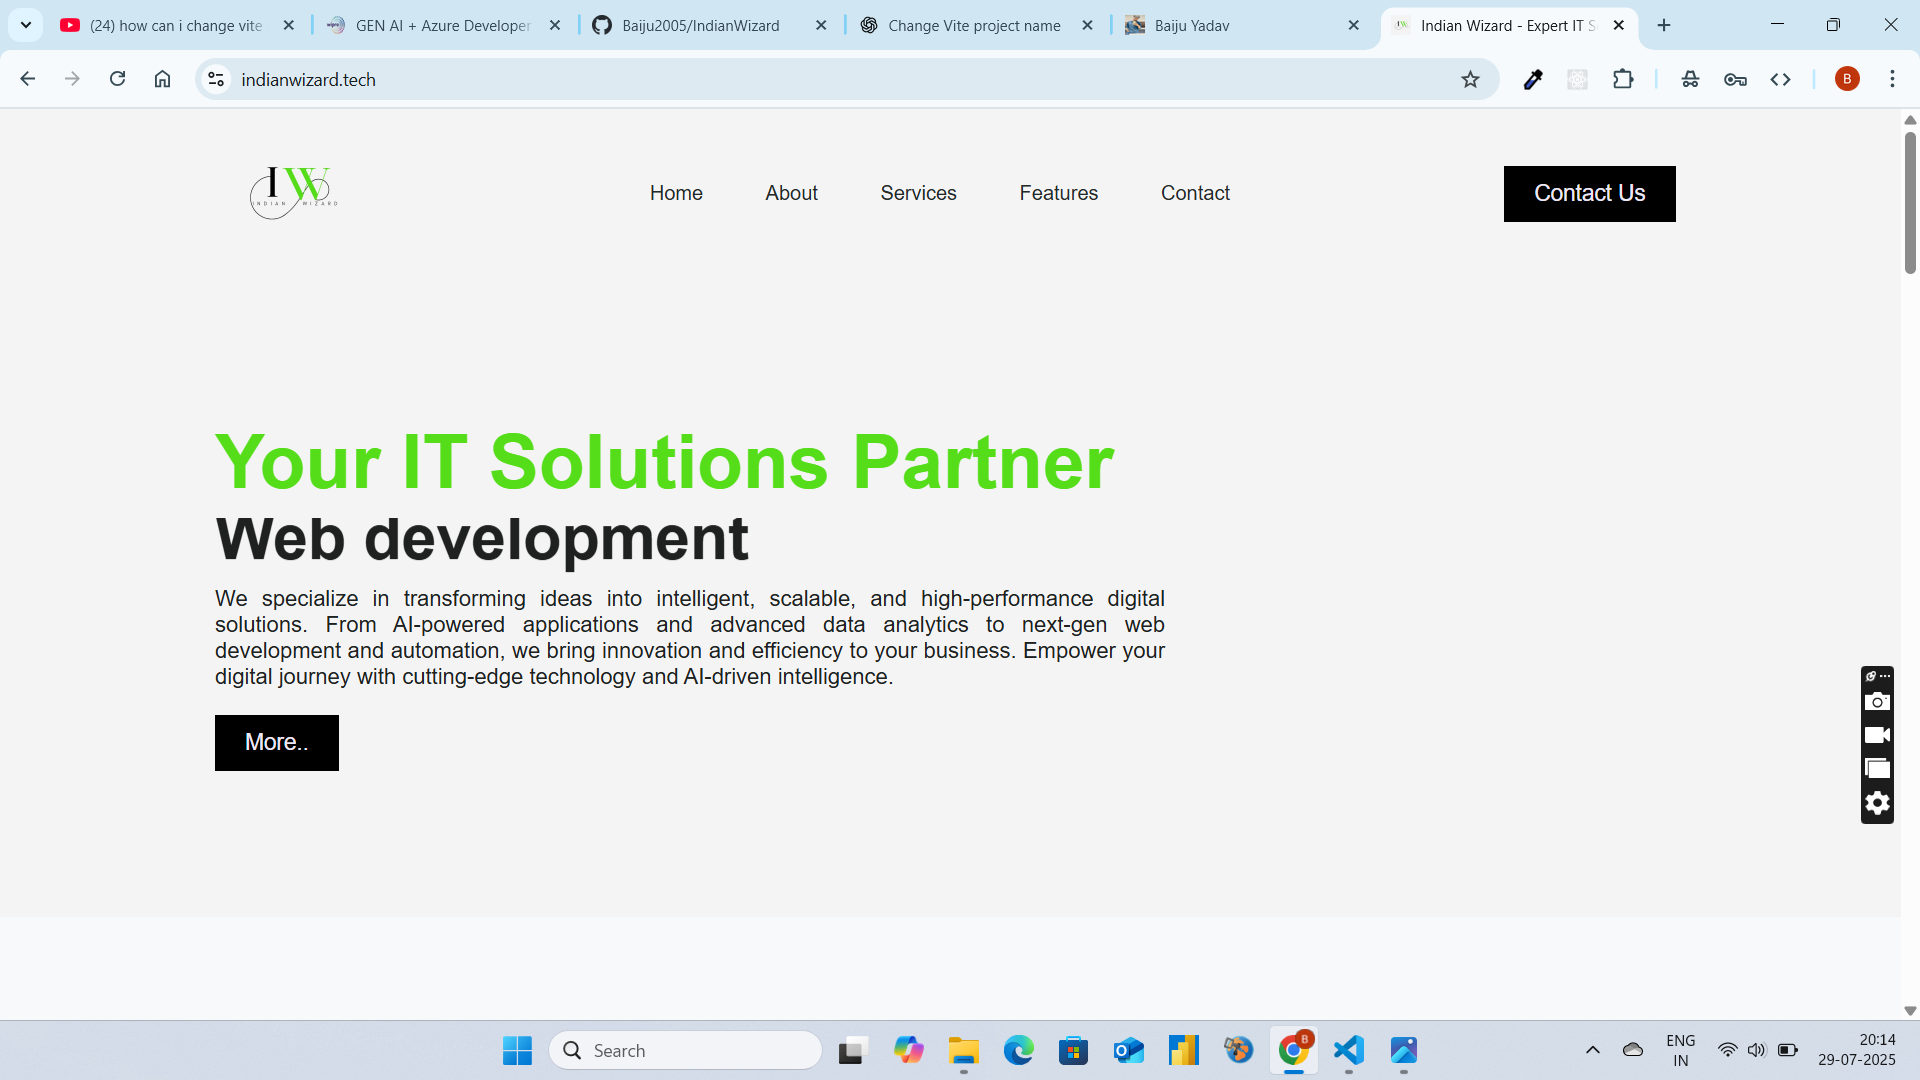 (24) how can i change vite
GEN AI + Azure Developer
Baiju2005/IndianWizard
Change Vite project name
Baiju Yadav
Indian Wizard - Expert IT S
indianwizard.tech
B
IW
INDIAN WIZARD
Home
About
Services
Features
Contact
Contact Us
Your IT Solutions Partner
Web development
We specialize in transforming ideas into intelligent, scalable, and high-performance digital
solutions. From AI-powered applications and advanced data analytics to next-gen web
development and automation, we bring innovation and efficiency to your business. Empower your
digital journey with cutting-edge technology and AI-driven intelligence.
More..
Search
B
ENG
IN
20:14
29-07-2025